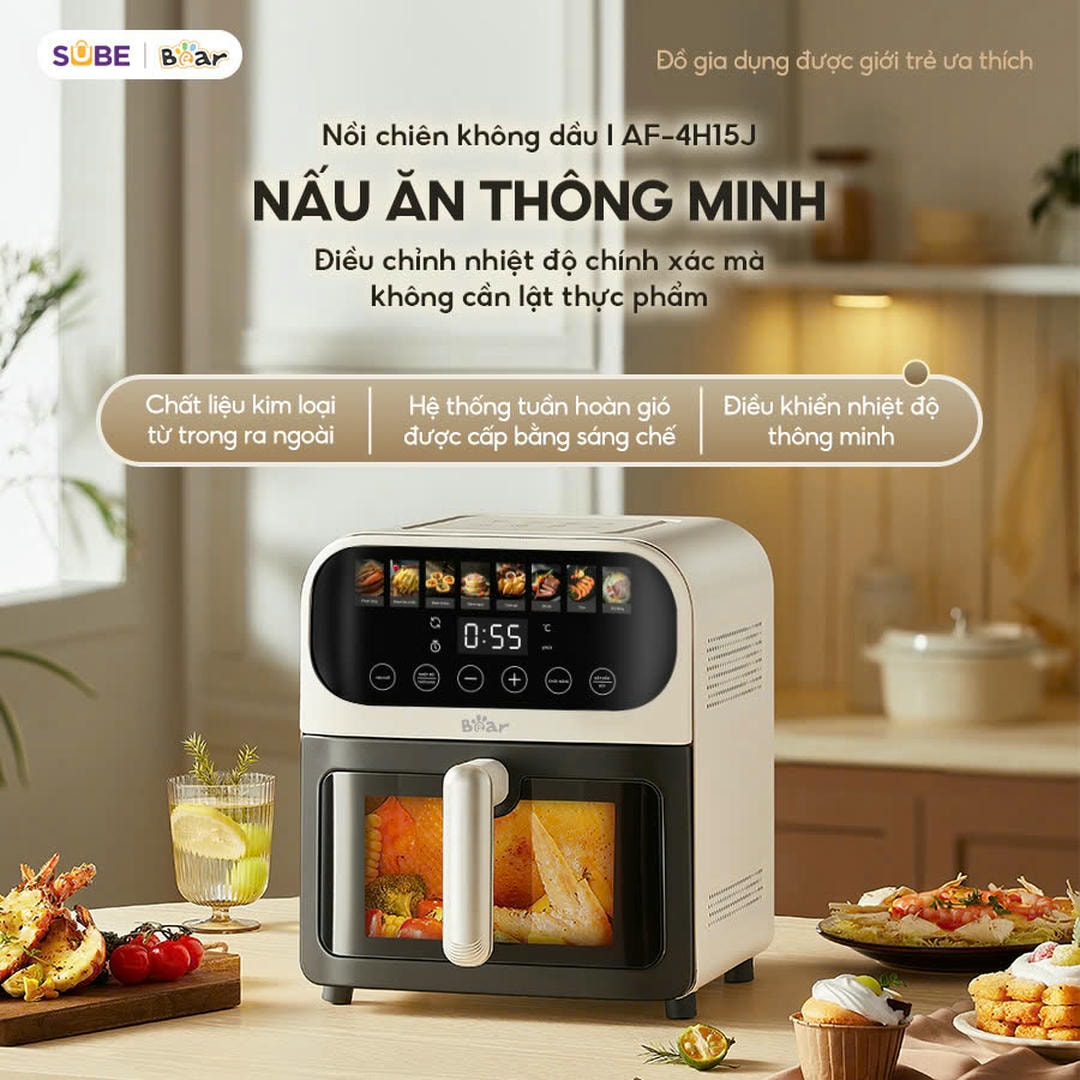 SUBE | Bear
Đồ gia dụng được giới trẻ ưa thích
Nồi chiên không dầu | AF-4H15J
NẤU ĂN THÔNG MINH
Điều chỉnh nhiệt độ chính xác mà
không cần lật thực phẩm
Chất liệu kim loại
từ trong ra ngoài
Hệ thống tuần hoàn gió
được cấp bằng sáng chế
Điều khiển nhiệt độ
thông minh
0:55
°C
Bear